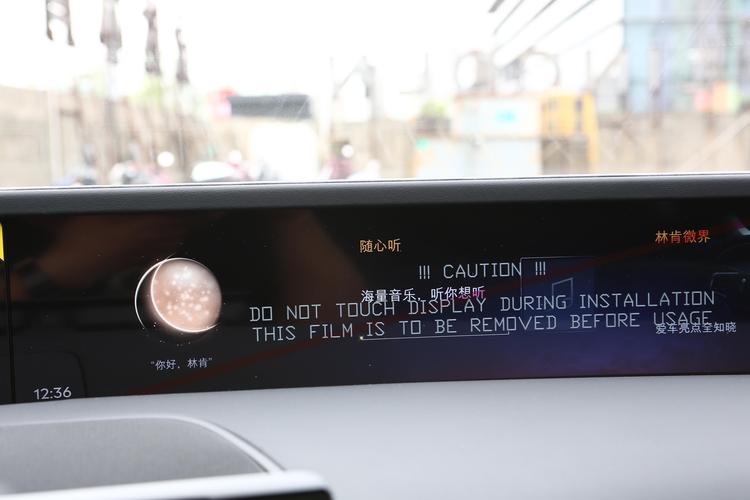 随心听
林肯微界
!!! CAUTION !!!
海量音乐，听你想听
DO NOT TOUCH DISPLAY DURING INSTALLATION
THIS FILM IS TO BE REMOVED BEFORE USAGE
爱车亮点全知晓
"你好，林肯"
12:36